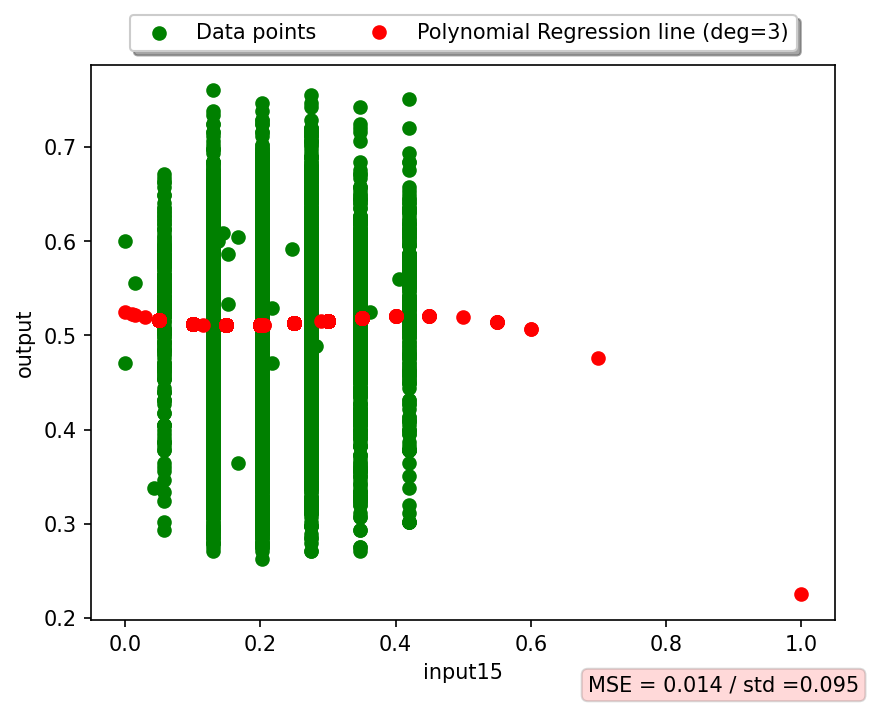 Data points
Polynomial Regression line (deg=3)
output
0.7
0.6
0.5
0.4
0.3
0.2
0.0
0.2
0.4
0.6
0.8
1.0
input15
MSE = 0.014 / std =0.095